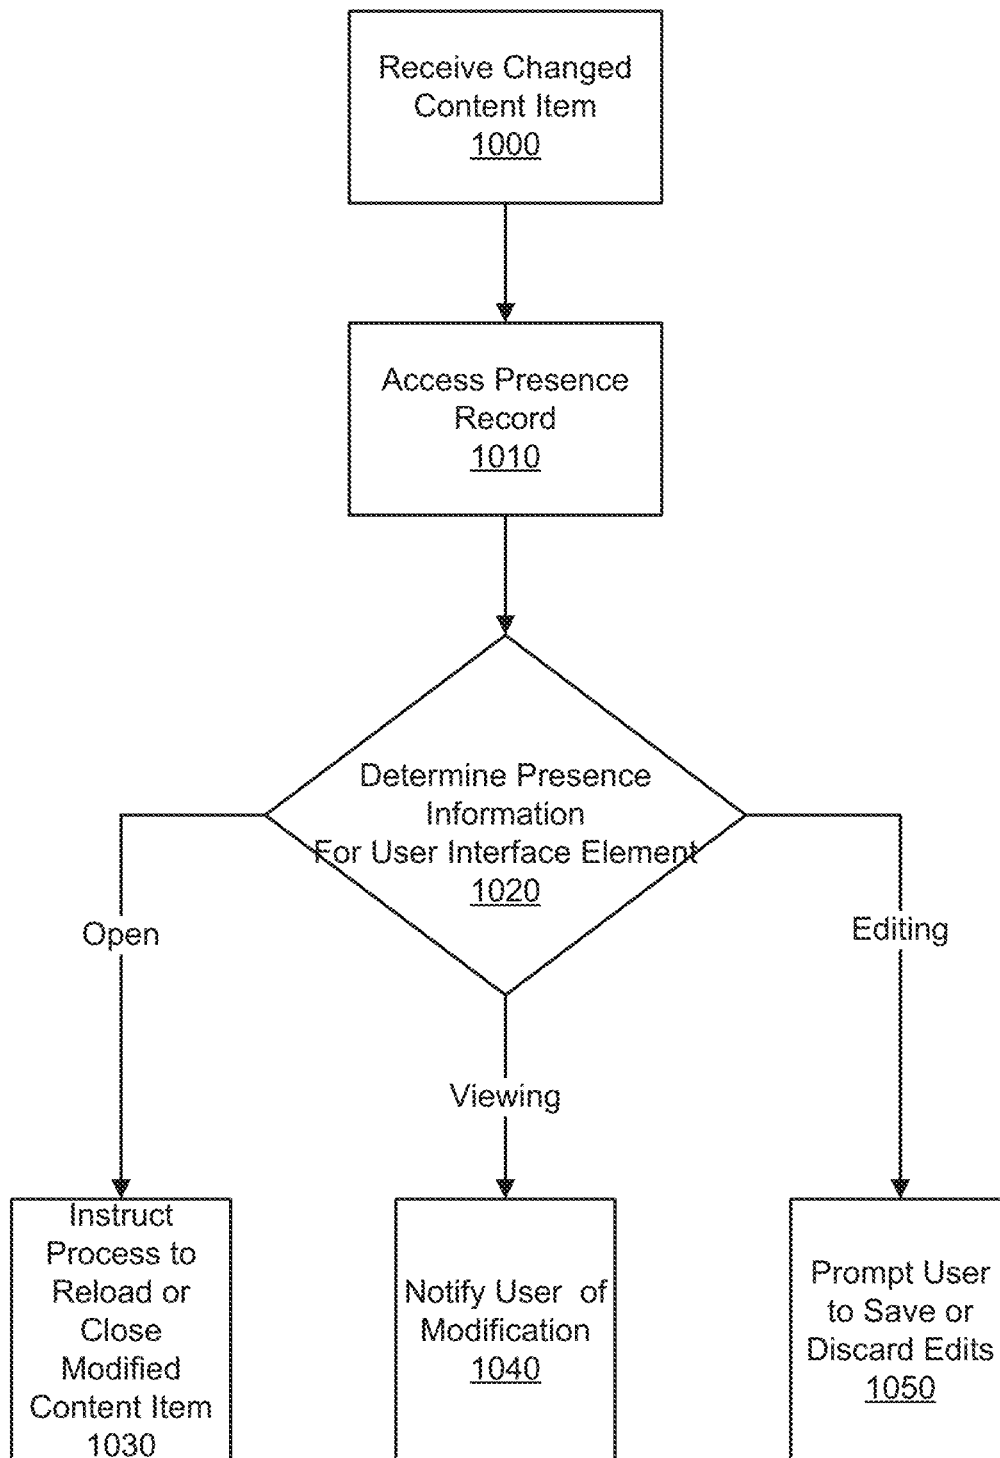 Receive Changed
Content Item
1000
Access Presence
Record
1010
Determine Presence
Information
For User Interface Element
1020
Open
Editing
Viewing
Instruct
Process to
Reload or
Close
Modified
Content Item
1030
Notify User of
Modification
1040
Prompt User
to Save or
Discard Edits
1050